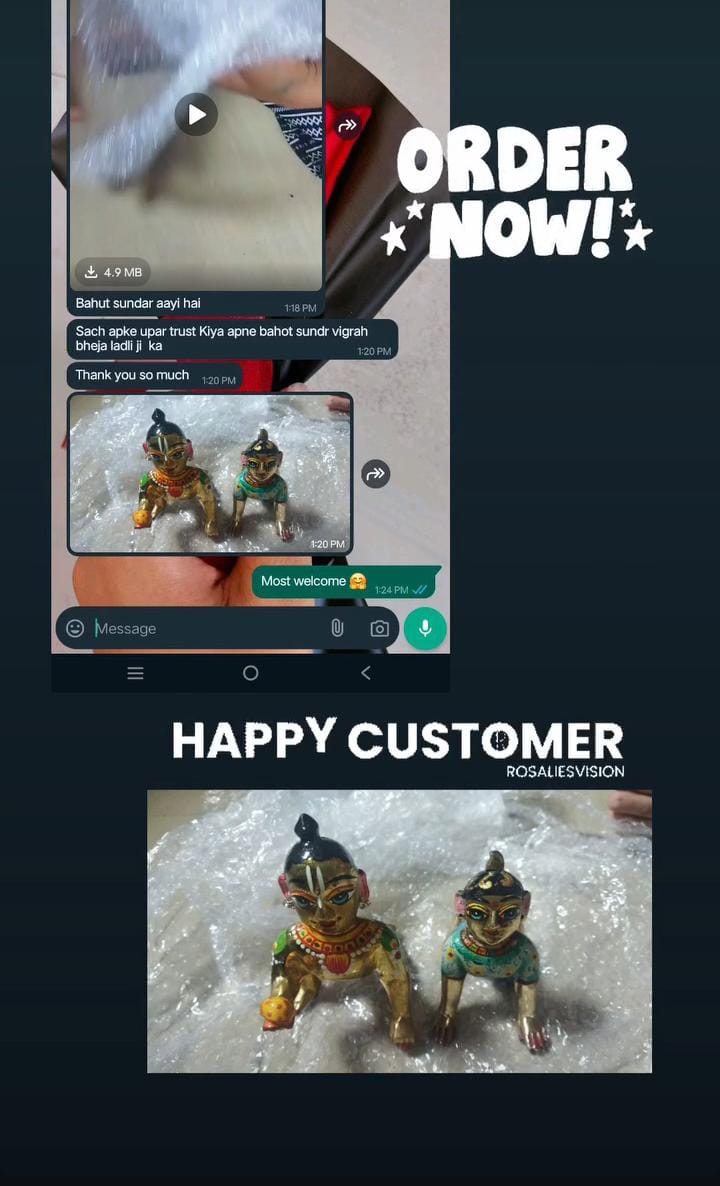 ORDER
NOW!
4.9 MB
Bahut sundar aayi hai
1:18 PM
Sach apke upar trust Kiya apne bahot sundr vigrah
bheja ladli ji ka
1:20 PM
Thank you so much 1:20 PM
1:20 PM
Most welcome 🤗 1:24 PM
Message
HAPPY CUSTOMER
ROSALIESVISION